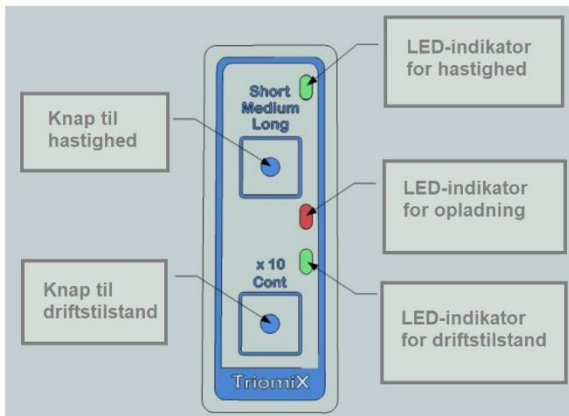 LED-indikator
for hastighed
Short
Medium
Long
Knap til
hastighed
LED-indikator
for opladning
x 10
Cont
Knap til
driftstilstand
LED-indikator
for driftstilstand
TriomiX